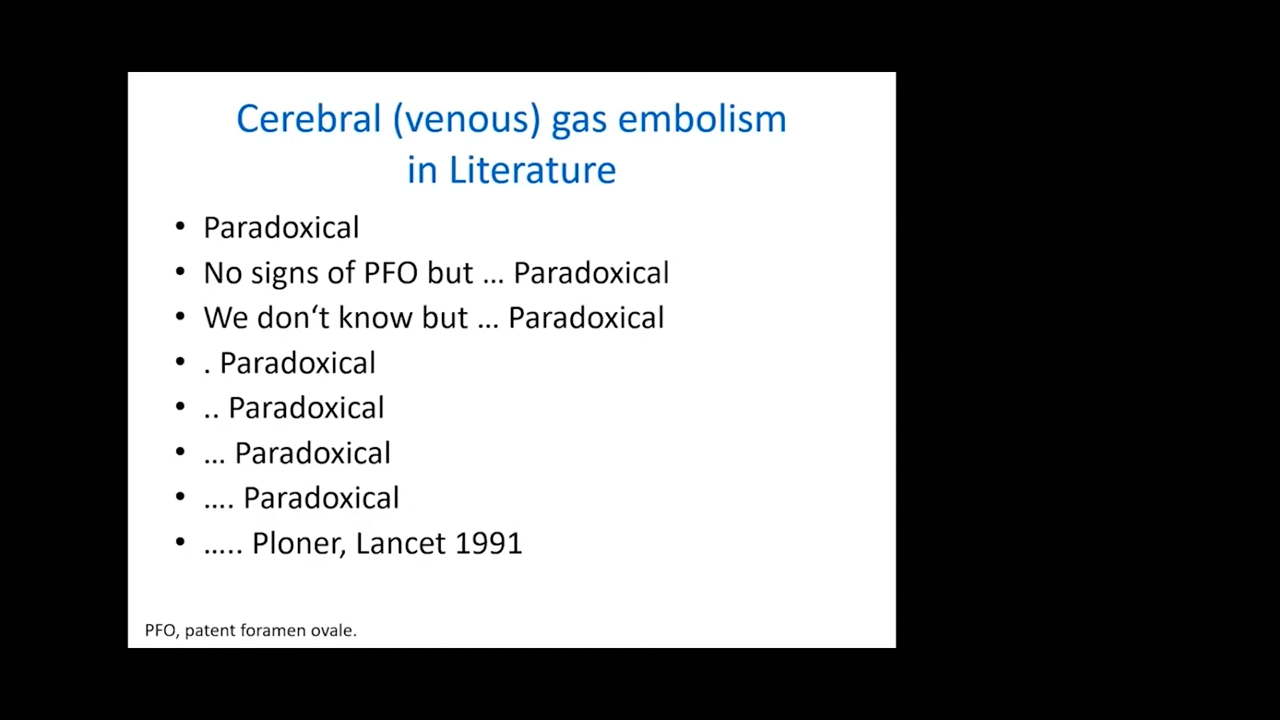 Cerebral (venous) gas embolism
in Literature
• Paradoxical
• No signs of PFO but ... Paradoxical
• We don‘t know but ... Paradoxical
• . Paradoxical
• .. Paradoxical
• ... Paradoxical
• .... Paradoxical
• ..... Ploner, Lancet 1991
PFO, patent foramen ovale.